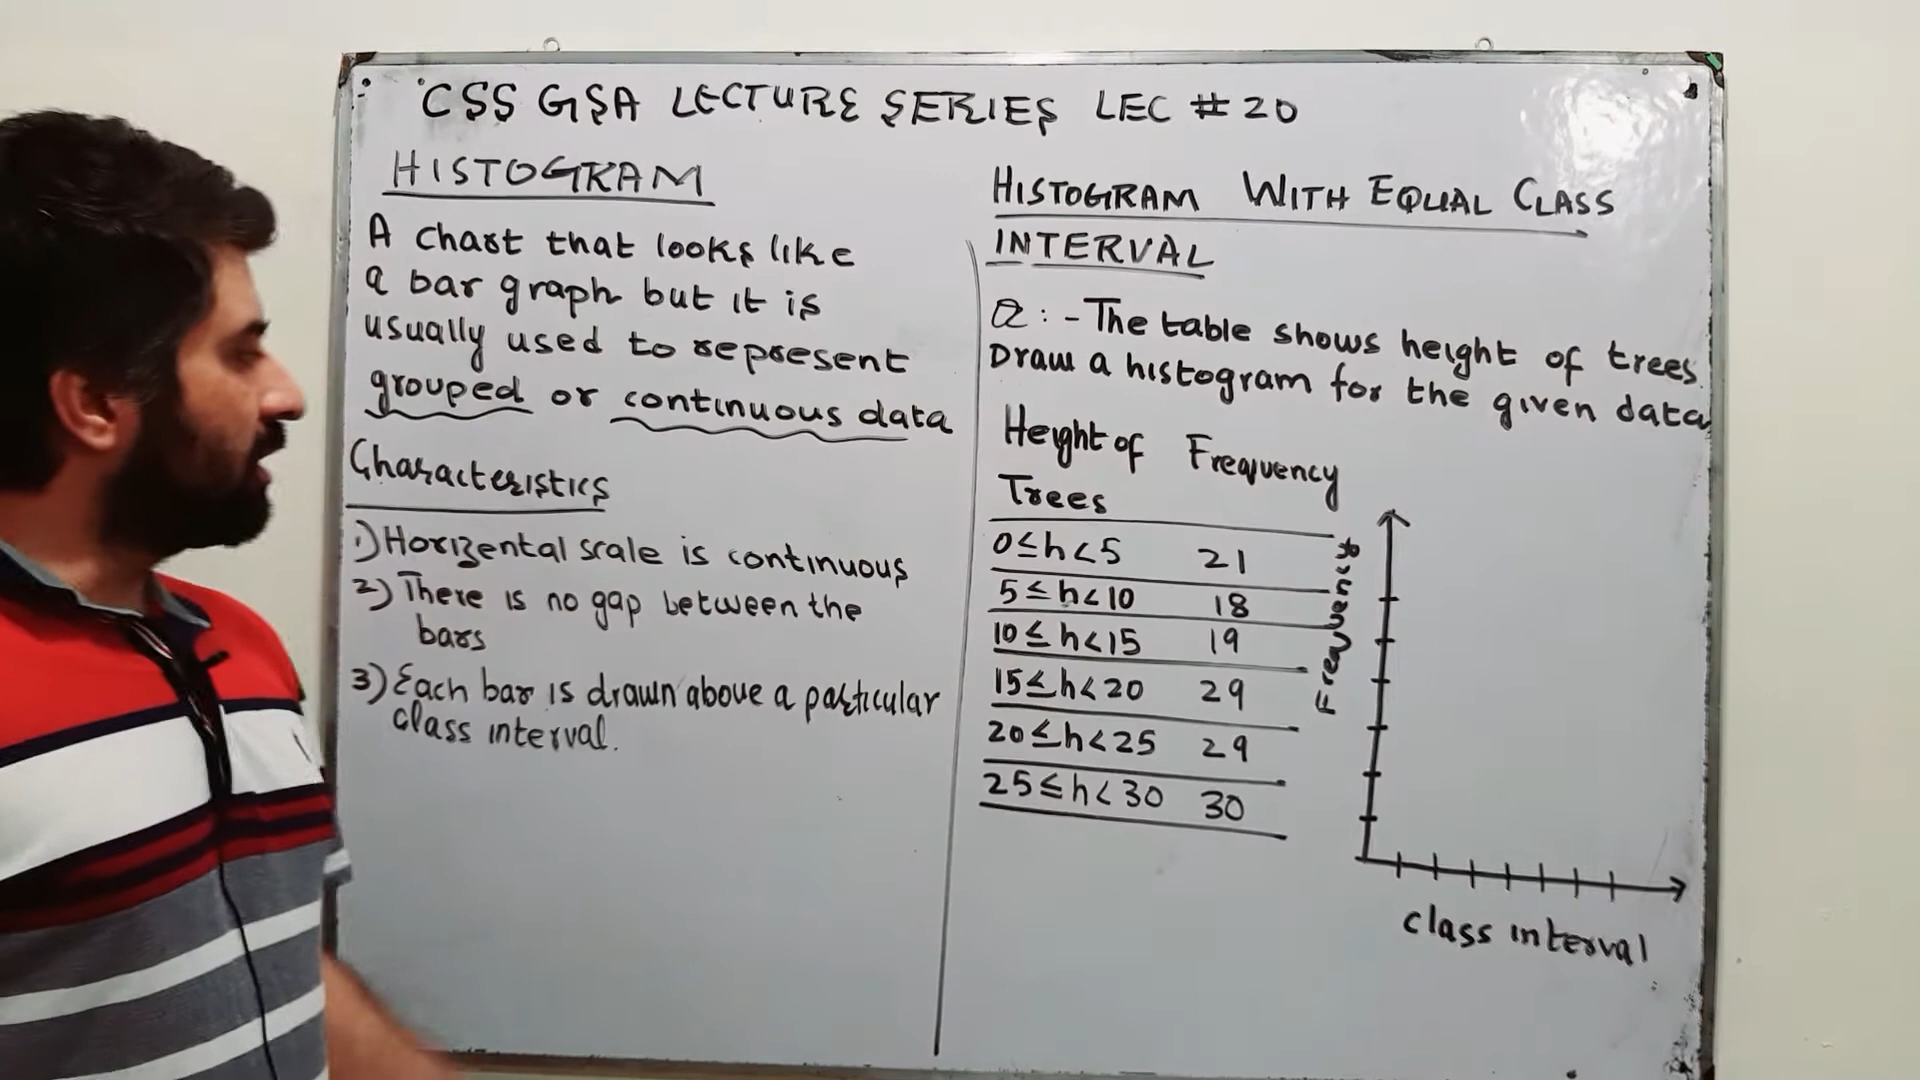 CSS GSA LECTURE SERIES LEC # 20
HISTOGRAM
A chart that looks like
a bar graph but it is
usually used to represent
grouped or continuous data
Characteristics
1) Horizental scale is continuous
2) There is no gap between the
bars
3) Each bar is drawn above a particular
class interval.
HISTOGRAM WITH EQUAL CLASS
INTERVAL
Q:- The table shows height of trees.
Draw a histogram for the given data
Height of Frequency
Trees
0≤h<5 21
5≤h<10 18
10≤h<15 19
15≤h<20 29
20≤h<25 29
25≤h<30 30
Frequency
class interval